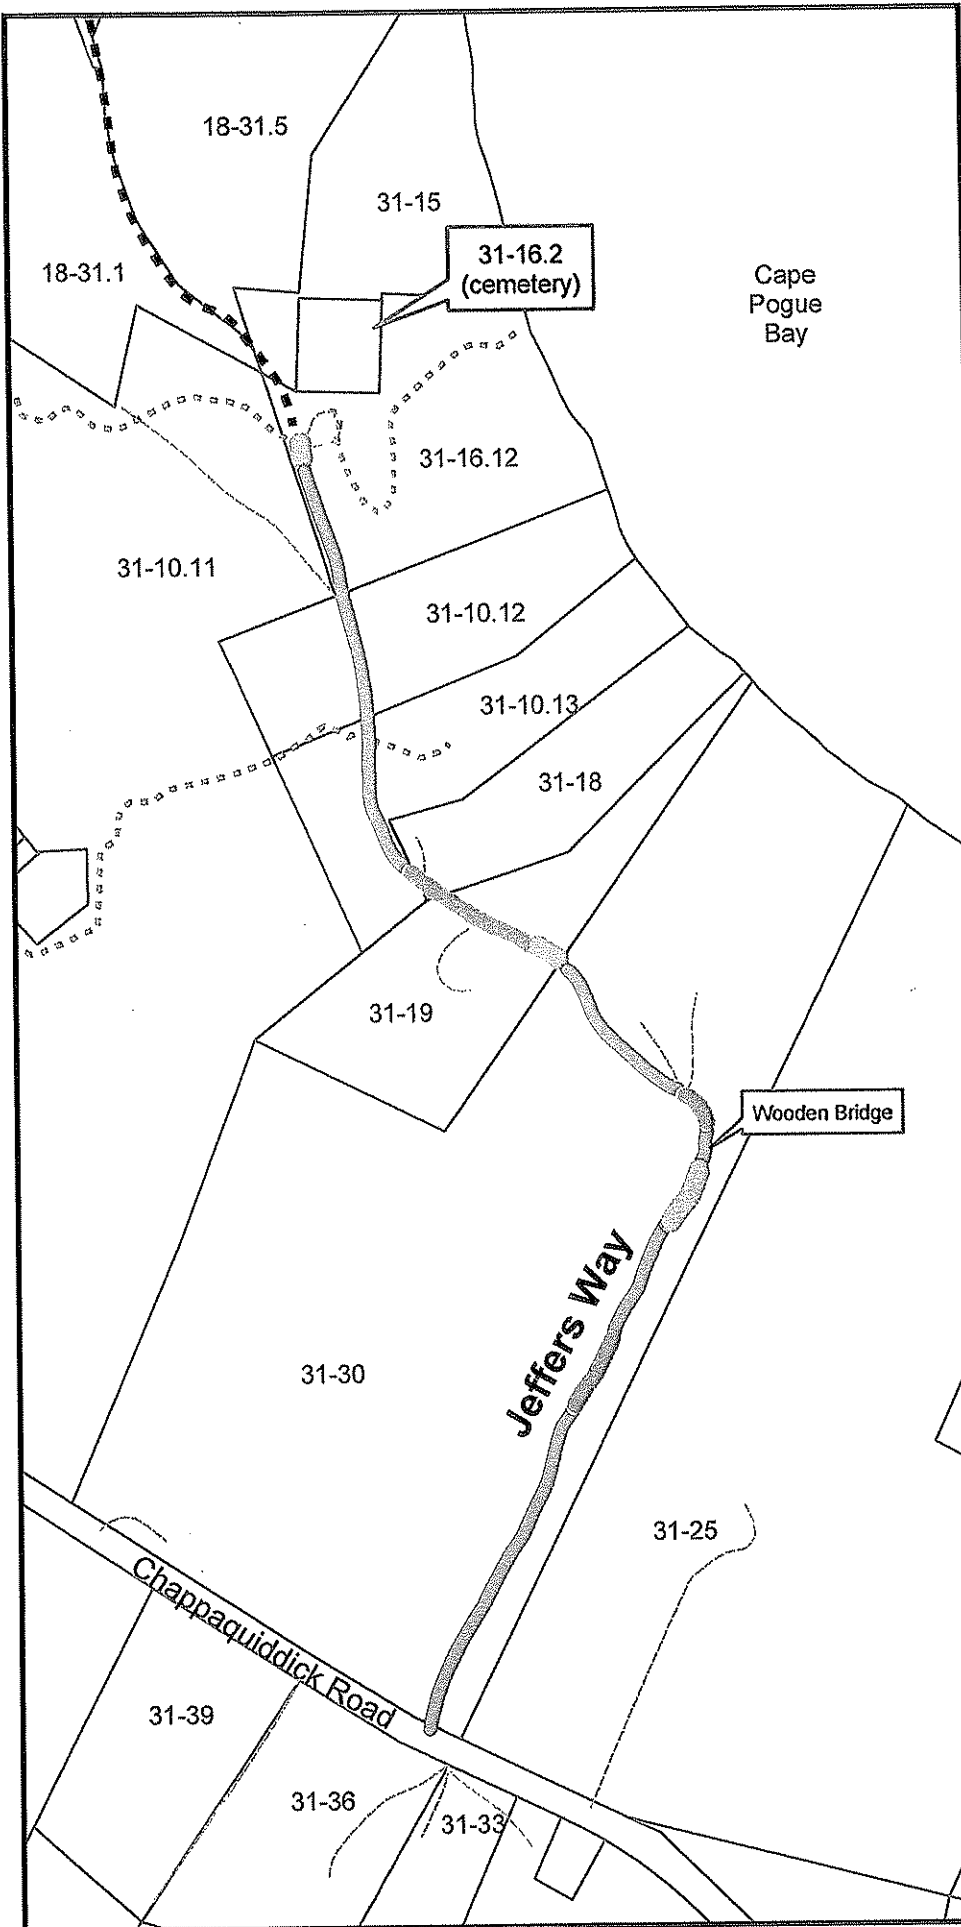 18-31.5
31-15
31-16.2
(cemetery)
18-31.1
Cape
Pogue
Bay
31-16.12
31-10.11
31-10.12
31-10.13
31-18
31-19
Wooden Bridge
Jeffers Way
31-30
31-25
Chappaquiddick Road
31-39
31-36
31-33